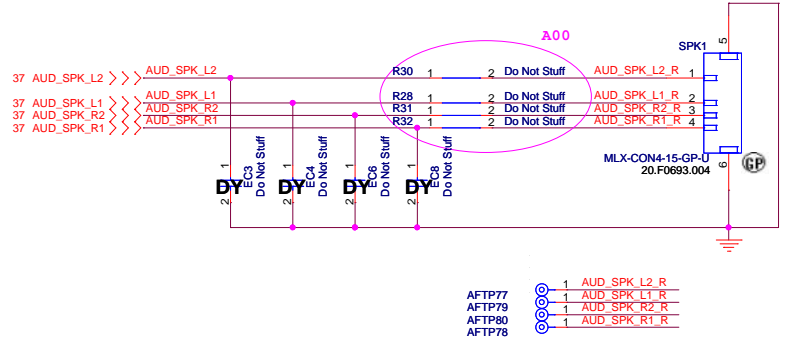 A00
SPK1
5
37 AUD_SPK_L2 AUD_SPK_L2 R30 1 2 Do Not Stuff AUD_SPK_L2_R 1
37 AUD_SPK_L1 AUD_SPK_L1 R28 1 2 Do Not Stuff AUD_SPK_L1_R 2
37 AUD_SPK_R2 AUD_SPK_R2 R31 1 2 Do Not Stuff AUD_SPK_R2_R 3
37 AUD_SPK_R1 AUD_SPK_R1 R32 1 2 Do Not Stuff AUD_SPK_R1_R 4
6
MLX-CON4-15-GP-U
20.F0693.004
GP
1 2 DY EC3 Do Not Stuff
1 2 DY EC4 Do Not Stuff
1 2 DY EC6 Do Not Stuff
1 2 DY EC8 Do Not Stuff
AFTP77 1 AUD_SPK_L2_R
AFTP79 1 AUD_SPK_L1_R
AFTP80 1 AUD_SPK_R2_R
AFTP78 1 AUD_SPK_R1_R